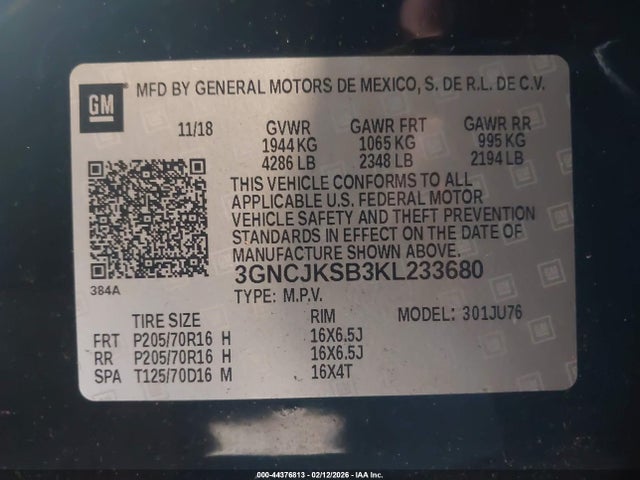 GM
MFD BY GENERAL MOTORS DE MEXICO, S. DE R.L. DE C.V.
11/18 GVWR GAWR FRT GAWR RR
1944 KG 1065 KG 995 KG
4286 LB 2348 LB 2194 LB
THIS VEHICLE CONFORMS TO ALL
APPLICABLE U.S. FEDERAL MOTOR
VEHICLE SAFETY AND THEFT PREVENTION
STANDARDS IN EFFECT ON THE DATE OF
MANUFACTURE SHOWN ABOVE.
3GNCJKSB3KL233680
384A
TYPE: M.P.V.
MODEL: 301JU76
TIRE SIZE RIM
FRT P205/70R16 H 16X6.5J
RR P205/70R16 H 16X6.5J
SPA T125/70D16 M 16X4T
000-44376813 - 02/12/2026 - IAA Inc.